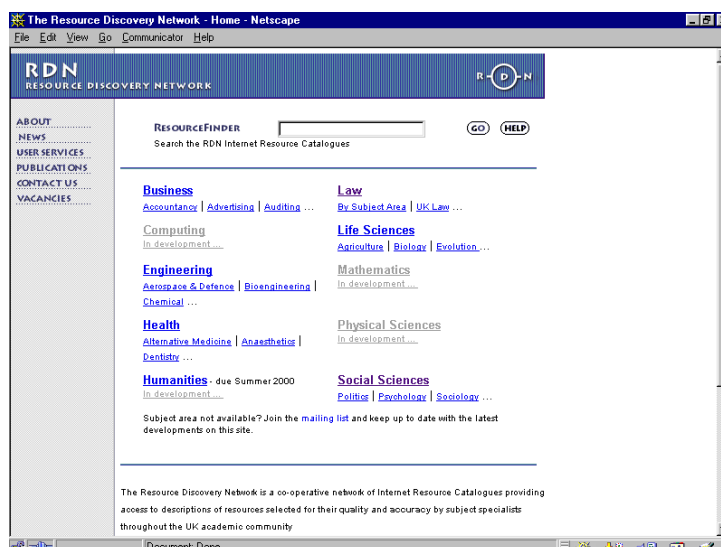 The Resource Discovery Network - Home - Netscape
File Edit View Go Communicator Help
RDN
RESOURCE DISCOVERY NETWORK
R-D-N
ABOUT
NEWS
USER SERVICES
PUBLICATIONS
CONTACT US
VACANCIES
RESOURCEFINDER
GO
HELP
Search the RDN Internet Resource Catalogues
Business
Accountancy | Advertising | Auditing ...
Law
By Subject Area | UK Law ...
Computing
In development ...
Life Sciences
Agriculture | Biology | Evolution ...
Engineering
Aerospace & Defence | Bioengineering |
Chemical ...
Mathematics
In development ...
Health
Alternative Medicine | Anaesthetics |
Dentistry ...
Physical Sciences
In development ...
Humanities - due Summer 2000
In development ...
Social Sciences
Politics | Psychology | Sociology ...
Subject area not available? Join the mailing list and keep up to date with the latest
developments on this site.
The Resource Discovery Network is a co-operative network of Internet Resource Catalogues providing
access to descriptions of resources selected for their quality and accuracy by subject specialists
throughout the UK academic community
Document: Done